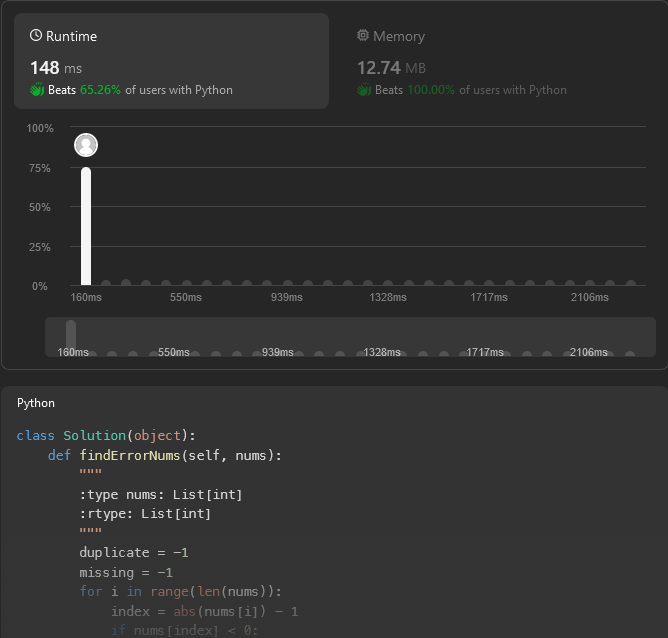 Runtime
Memory
148 ms
12.74 MB
Beats 65.26% of users with Python
Beats 100.00% of users with Python
100%
75%
50%
25%
0%
160ms 550ms 939ms 1328ms 1717ms 2106ms
160ms 550ms 939ms 1328ms 1717ms 2106ms
Python
class Solution(object):
    def findErrorNums(self, nums):
        """
        :type nums: List[int]
        :rtype: List[int]
        """
        duplicate = -1
        missing = -1
        for i in range(len(nums)):
            index = abs(nums[i]) - 1
            if nums[index] < 0: